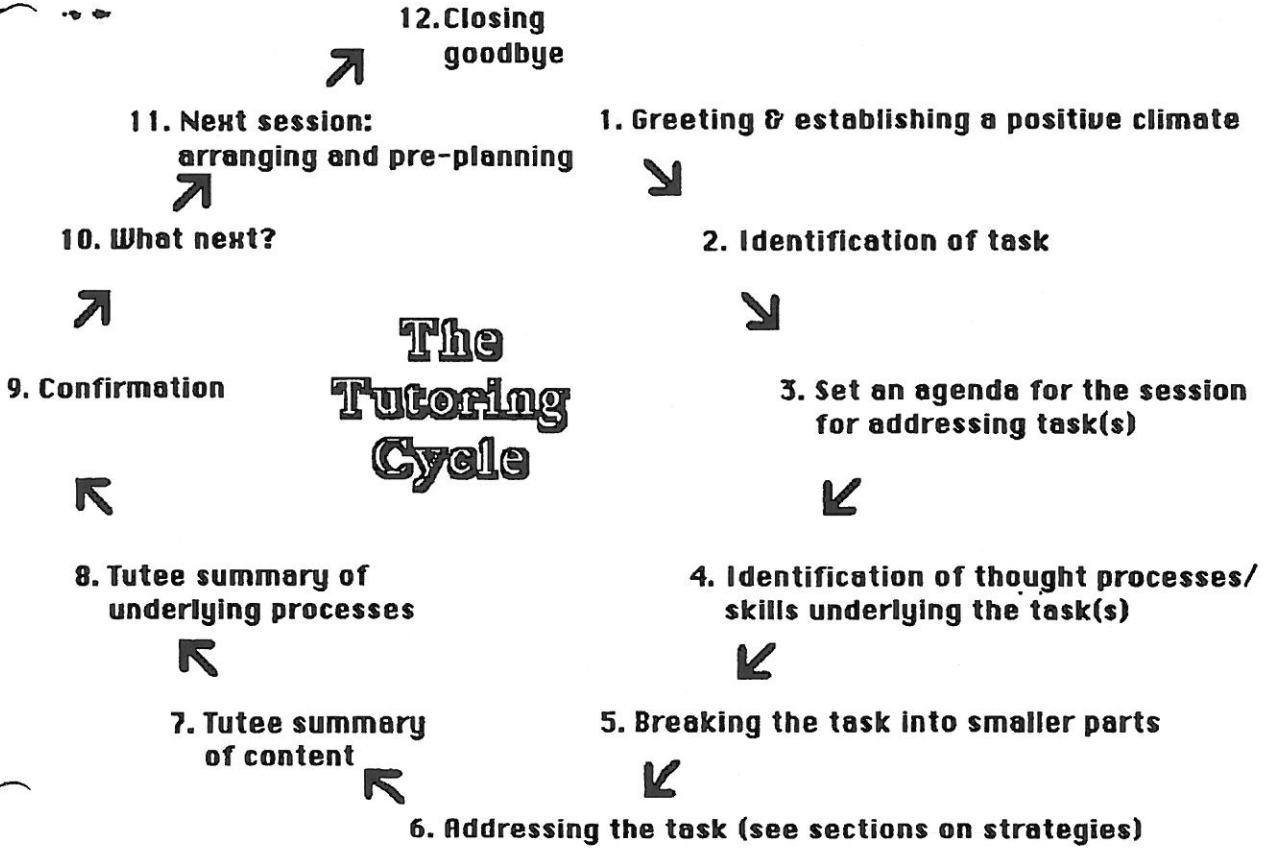 The
Tutoring
Cycle
1. Greeting & establishing a positive climate
2. Identification of task
3. Set an agenda for the session
for addressing task(s)
4. Identification of thought processes/
skills underlying the task(s)
5. Breaking the task into smaller parts
6. Addressing the task (see sections on strategies)
7. Tutee summary
of content
8. Tutee summary of
underlying processes
9. Confirmation
10. What next?
11. Next session:
arranging and pre-planning
12. Closing
goodbye